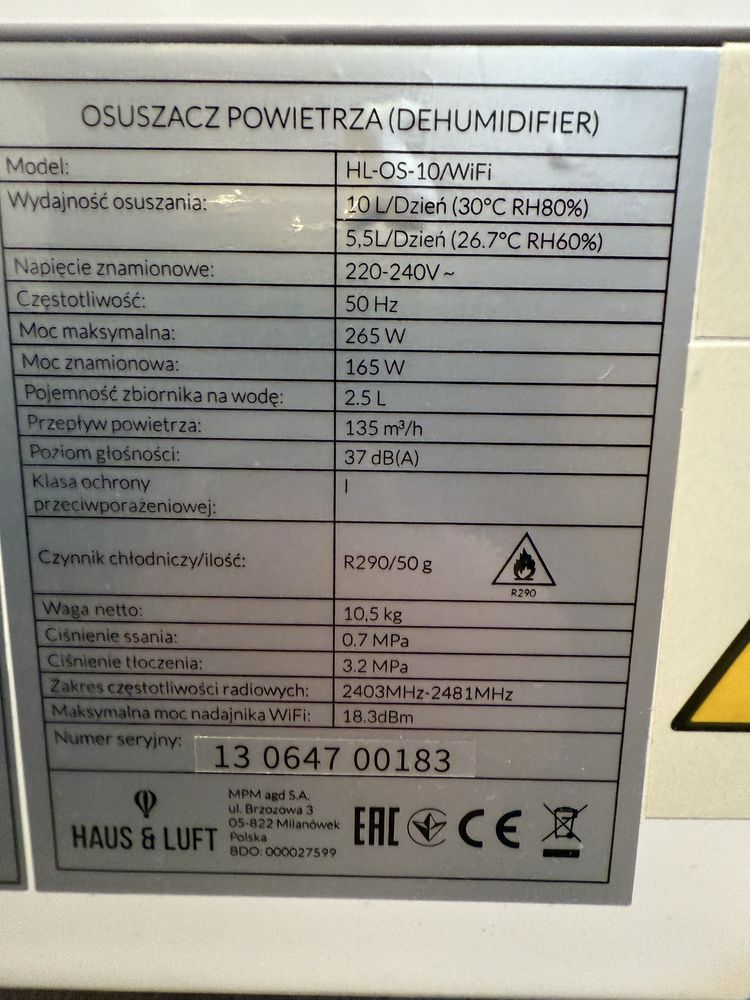 OSUSZACZ POWIETRZA (DEHUMIDIFIER)
Model: HL-OS-10/WiFi
Wydajność osuszania: 10 L/Dzień (30°C RH80%)
5,5L/Dzień (26.7°C RH60%)
Napięcie znamionowe: 220-240V ~
Częstotliwość: 50 Hz
Moc maksymalna: 265 W
Moc znamionowa: 165 W
Pojemność zbiornika na wodę: 2.5 L
Przepływ powietrza: 135 m³/h
Poziom głośności: 37 dB(A)
Klasa ochrony
przeciwporażeniowej: I
Czynnik chłodniczy/ilość: R290/50 g
R290
Waga netto: 10,5 kg
Ciśnienie ssania: 0.7 MPa
Ciśnienie tłoczenia: 3.2 MPa
Zakres częstotliwości radiowych: 2403MHz-2481MHz
Maksymalna moc nadajnika WiFi: 18.3dBm
Numer seryjny: 13 0647 00183
HAUS & LUFT
MPM agd S.A.
ul. Brzozowa 3
05-822 Milanówek
Polska
BDO: 000027599
EAC CE